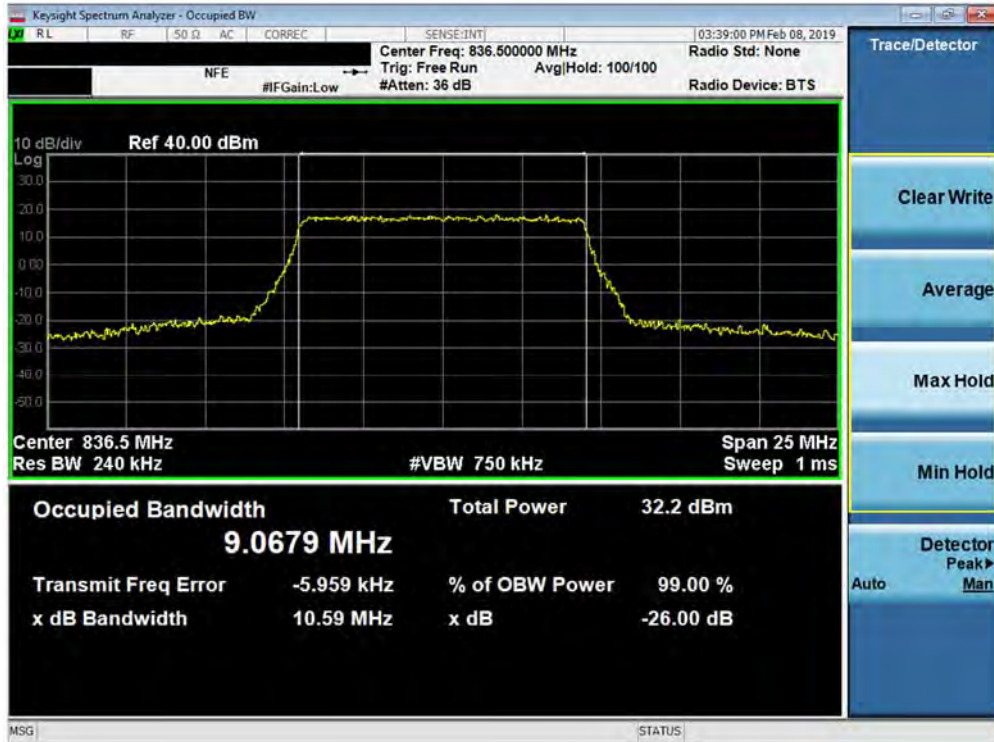 Keysight Spectrum Analyzer - Occupied BW
LXI RL RF 50 Ω AC CORREC SENSE:INT 03:39:00 PM Feb 08, 2019
Center Freq: 836.500000 MHz Radio Std: None
NFE Trig: Free Run Avg|Hold: 100/100
#IFGain:Low #Atten: 36 dB Radio Device: BTS
10 dB/div Ref 40.00 dBm
Log
30.0
20.0
10.0
0.00
-10.0
-20.0
-30.0
-40.0
-50.0
Center 836.5 MHz Span 25 MHz
Res BW 240 kHz #VBW 750 kHz Sweep 1 ms
Occupied Bandwidth Total Power 32.2 dBm
9.0679 MHz
Transmit Freq Error -5.959 kHz % of OBW Power 99.00 %
x dB Bandwidth 10.59 MHz x dB -26.00 dB
MSG STATUS
Trace/Detector
Clear Write
Average
Max Hold
Min Hold
Detector
Peak▶
Auto Man